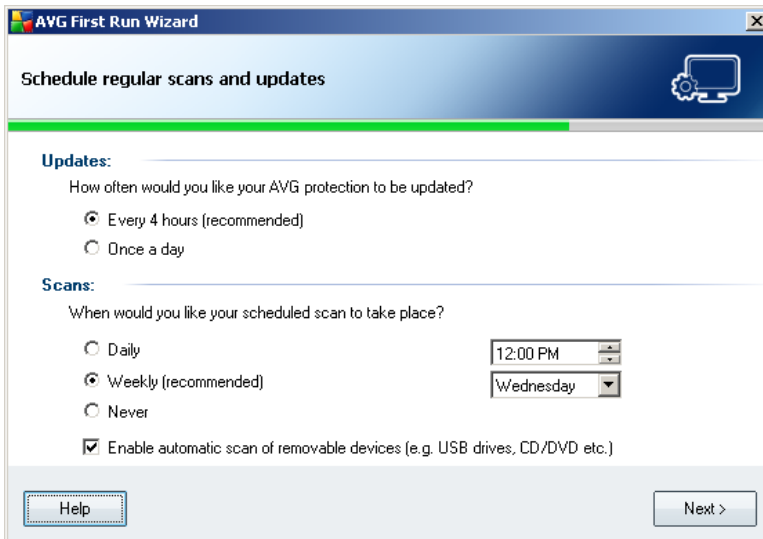 AVG First Run Wizard
Schedule regular scans and updates
Updates:
How often would you like your AVG protection to be updated?
Every 4 hours (recommended)
Once a day
Scans:
When would you like your scheduled scan to take place?
Daily
12:00 PM
Weekly (recommended)
Wednesday
Never
Enable automatic scan of removable devices (e.g. USB drives, CD/DVD etc.)
Help
Next >